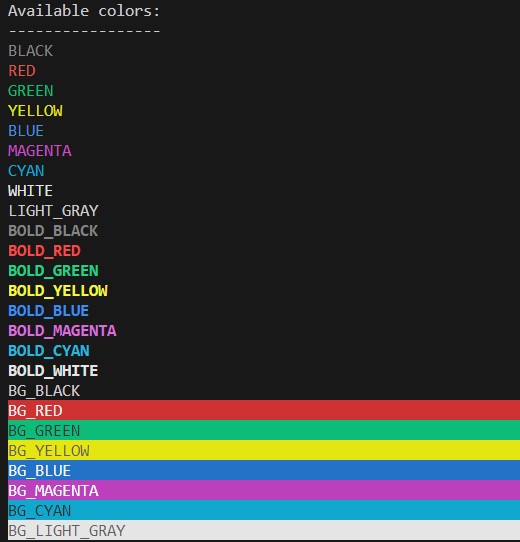 Available colors:
-----------------
BLACK
RED
GREEN
YELLOW
BLUE
MAGENTA
CYAN
WHITE
LIGHT_GRAY
BOLD_BLACK
BOLD_RED
BOLD_GREEN
BOLD_YELLOW
BOLD_BLUE
BOLD_MAGENTA
BOLD_CYAN
BOLD_WHITE
BG_BLACK
BG_RED
BG_GREEN
BG_YELLOW
BG_BLUE
BG_MAGENTA
BG_CYAN
BG_LIGHT_GRAY